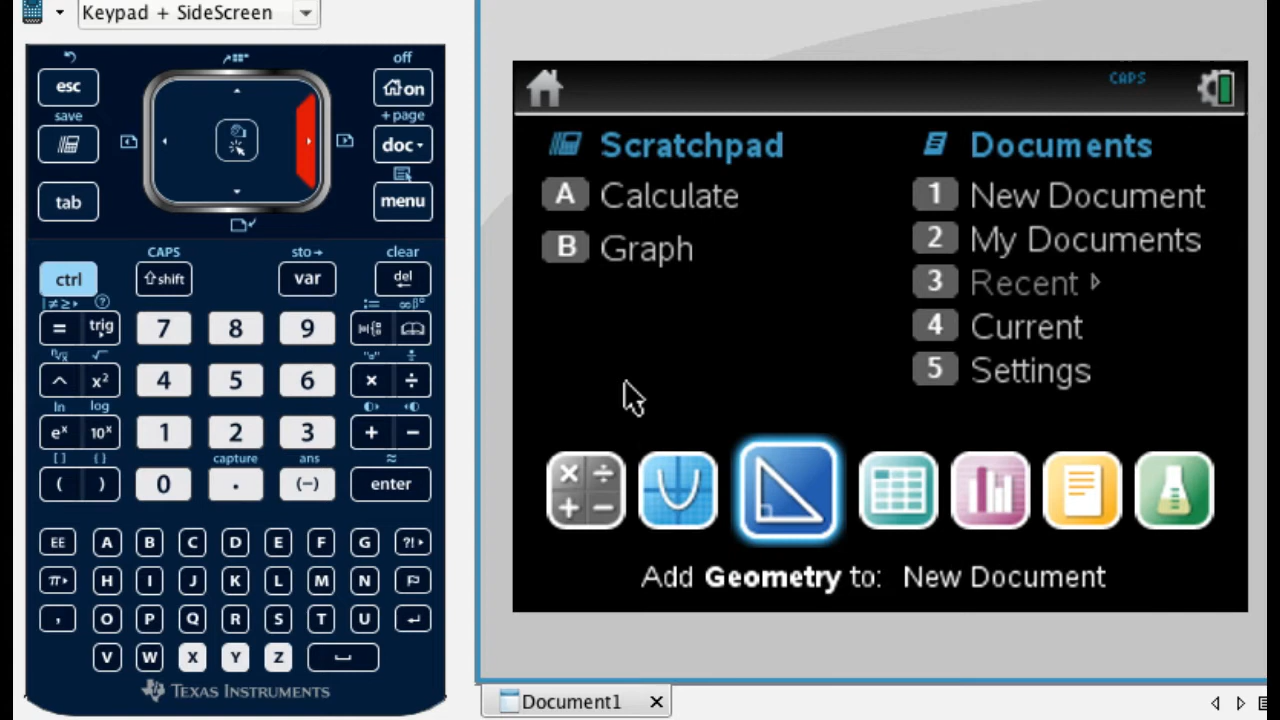 Keypad + SideScreen
off
esc
on
save
+ page
doc
tab
menu
CAPS
sto→
clear
ctrl
shift
var
del
= trig 7 8 9
ⁿ√x √ "□" ÷
^ x² 4 5 6 × ÷
ln log
eˣ 10ˣ 1 2 3 + −
[ ] { } capture ans ≈
( ) 0 . (−) enter
EE A B C D E F G ?!▸
π▸ H I J K L M N
, O P Q R S T U ↵
V W X Y Z
TEXAS INSTRUMENTS
CAPS
Scratchpad
A Calculate
B Graph
Documents
1 New Document
2 My Documents
3 Recent ▹
4 Current
5 Settings
× ÷ + −
Add Geometry to: New Document
Document1